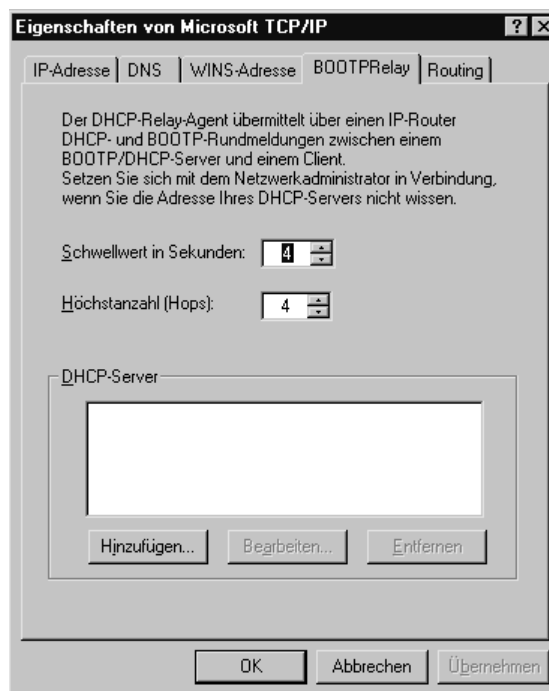 Eigenschaften von Microsoft TCP/IP
IP-Adresse DNS WINS-Adresse BOOTPRelay Routing
Der DHCP-Relay-Agent übermittelt über einen IP-Router
DHCP- und BOOTP-Rundmeldungen zwischen einem
BOOTP/DHCP-Server und einem Client.
Setzen Sie sich mit dem Netzwerkadministrator in Verbindung,
wenn Sie die Adresse Ihres DHCP-Servers nicht wissen.
Schwellwert in Sekunden: 4
Höchstanzahl (Hops): 4
DHCP-Server
Hinzufügen... Bearbeiten... Entfernen
OK Abbrechen Übernehmen